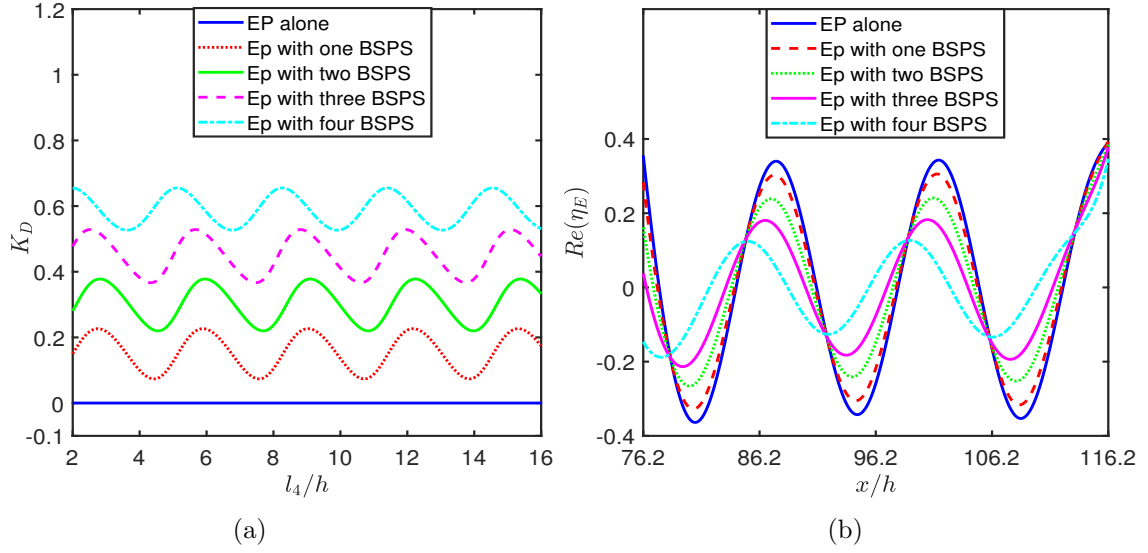 1.2
1
0.8
0.6
0.4
0.2
0
-0.1
K_D
EP alone
Ep with one BSPS
Ep with two BSPS
Ep with three BSPS
Ep with four BSPS
2 4 6 8 10 12 14 16
l_4/h
(a)
0.4
0.2
0
-0.2
-0.4
Re(η_E)
EP alone
Ep with one BSPS
Ep with two BSPS
Ep with three BSPS
Ep with four BSPS
76.2 86.2 96.2 106.2 116.2
x/h
(b)